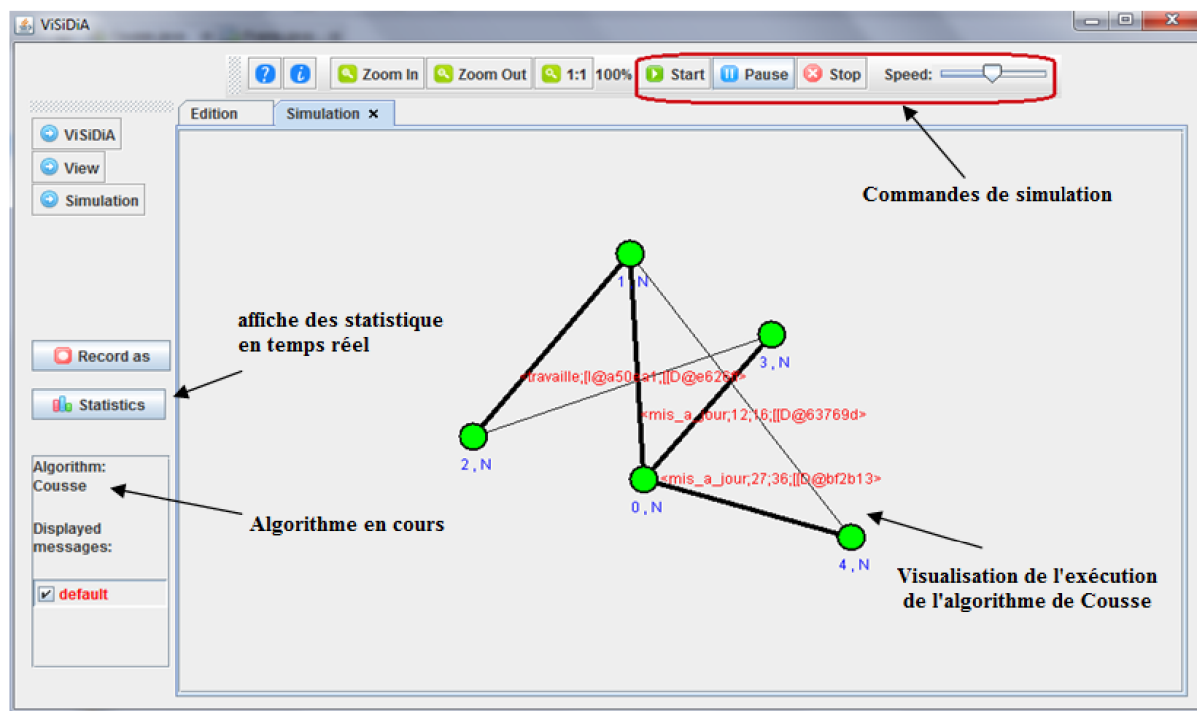 ViSiDiA
Zoom In Zoom Out 1:1 100% Start Pause Stop Speed:
Edition Simulation
ViSiDiA
View
Simulation
Commandes de simulation
1, N
affiche des statistique
en temps réel
Record as
3 , N
<travaille;[I@a50ca1;[[D@e626f>
Statistics
<mis_a_jour;12;16;[[D@63769d>
2 , N
Algorithm:
Cousse
<mis_a_jour;27;36;[[D@bf2b13>
0 , N
Algorithme en cours
Displayed
messages:
4 , N
Visualisation de l'exécution
de l'algorithme de Cousse
default